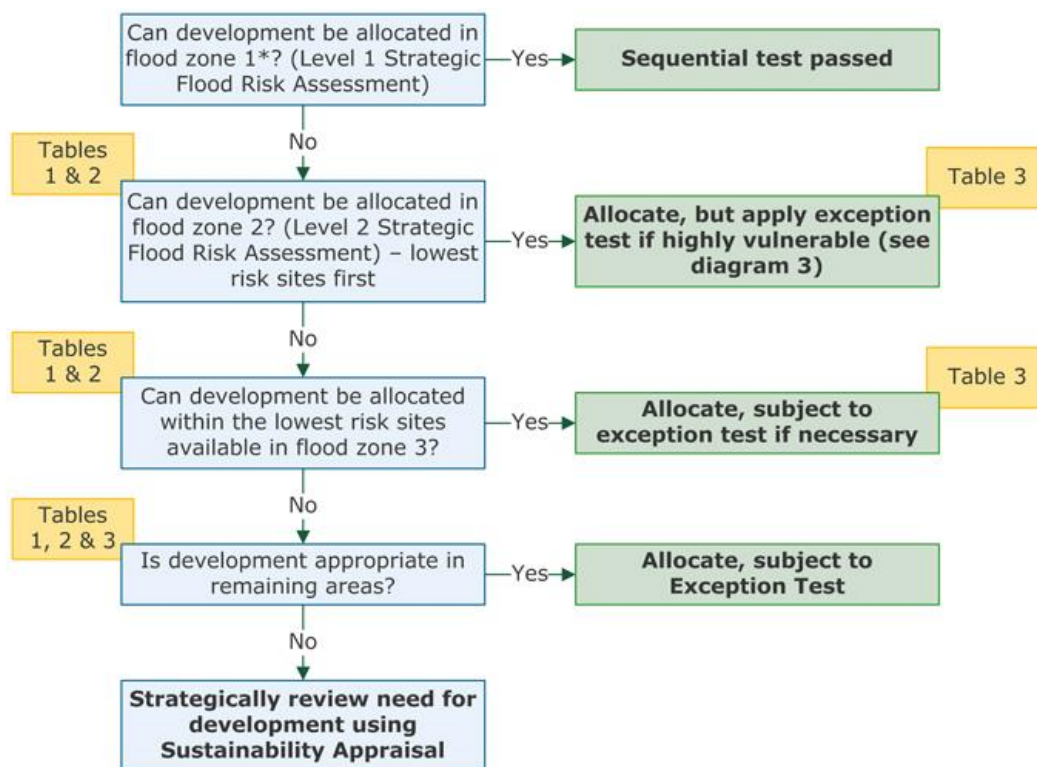 Can development be allocated in
flood zone 1*? (Level 1 Strategic
Flood Risk Assessment)
Yes
Sequential test passed
No
Tables
1 & 2
Can development be allocated in
flood zone 2? (Level 2 Strategic
Flood Risk Assessment) – lowest
risk sites first
Yes
Table 3
Allocate, but apply exception
test if highly vulnerable (see
diagram 3)
No
Tables
1 & 2
Can development be allocated
within the lowest risk sites
available in flood zone 3?
Yes
Table 3
Allocate, subject to
exception test if necessary
No
Tables
1, 2 & 3
Is development appropriate in
remaining areas?
Yes
Allocate, subject to
Exception Test
No
Strategically review need for
development using
Sustainability Appraisal